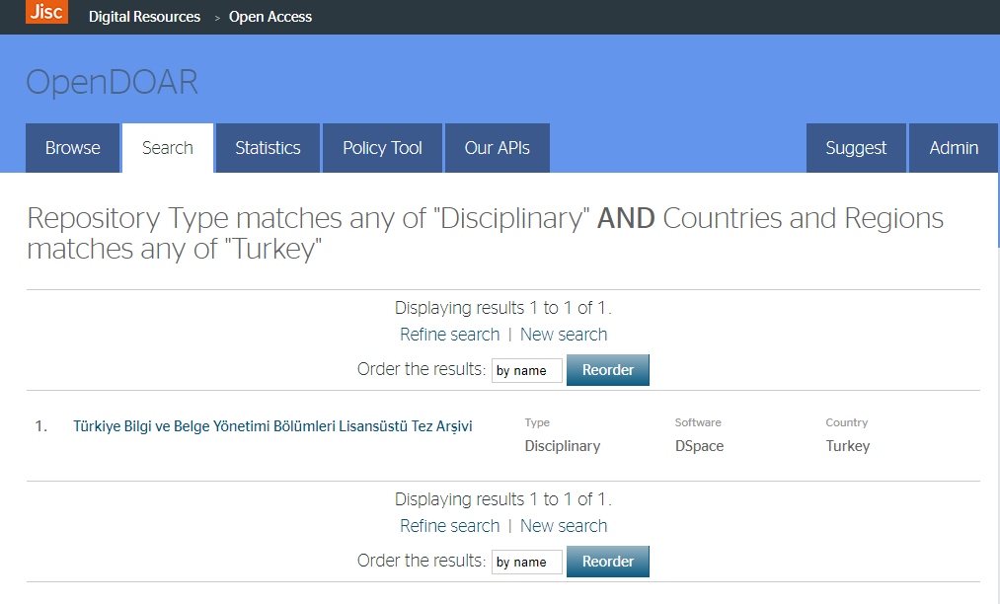 Jisc Digital Resources > Open Access
OpenDOAR
Browse Search Statistics Policy Tool Our APIs Suggest Admin
Repository Type matches any of "Disciplinary" AND Countries and Regions
matches any of "Turkey"
Displaying results 1 to 1 of 1.
Refine search | New search
Order the results: by name Reorder
Type Software Country
1. Türkiye Bilgi ve Belge Yönetimi Bölümleri Lisansüstü Tez Arşivi
Disciplinary DSpace Turkey
Displaying results 1 to 1 of 1.
Refine search | New search
Order the results: by name Reorder